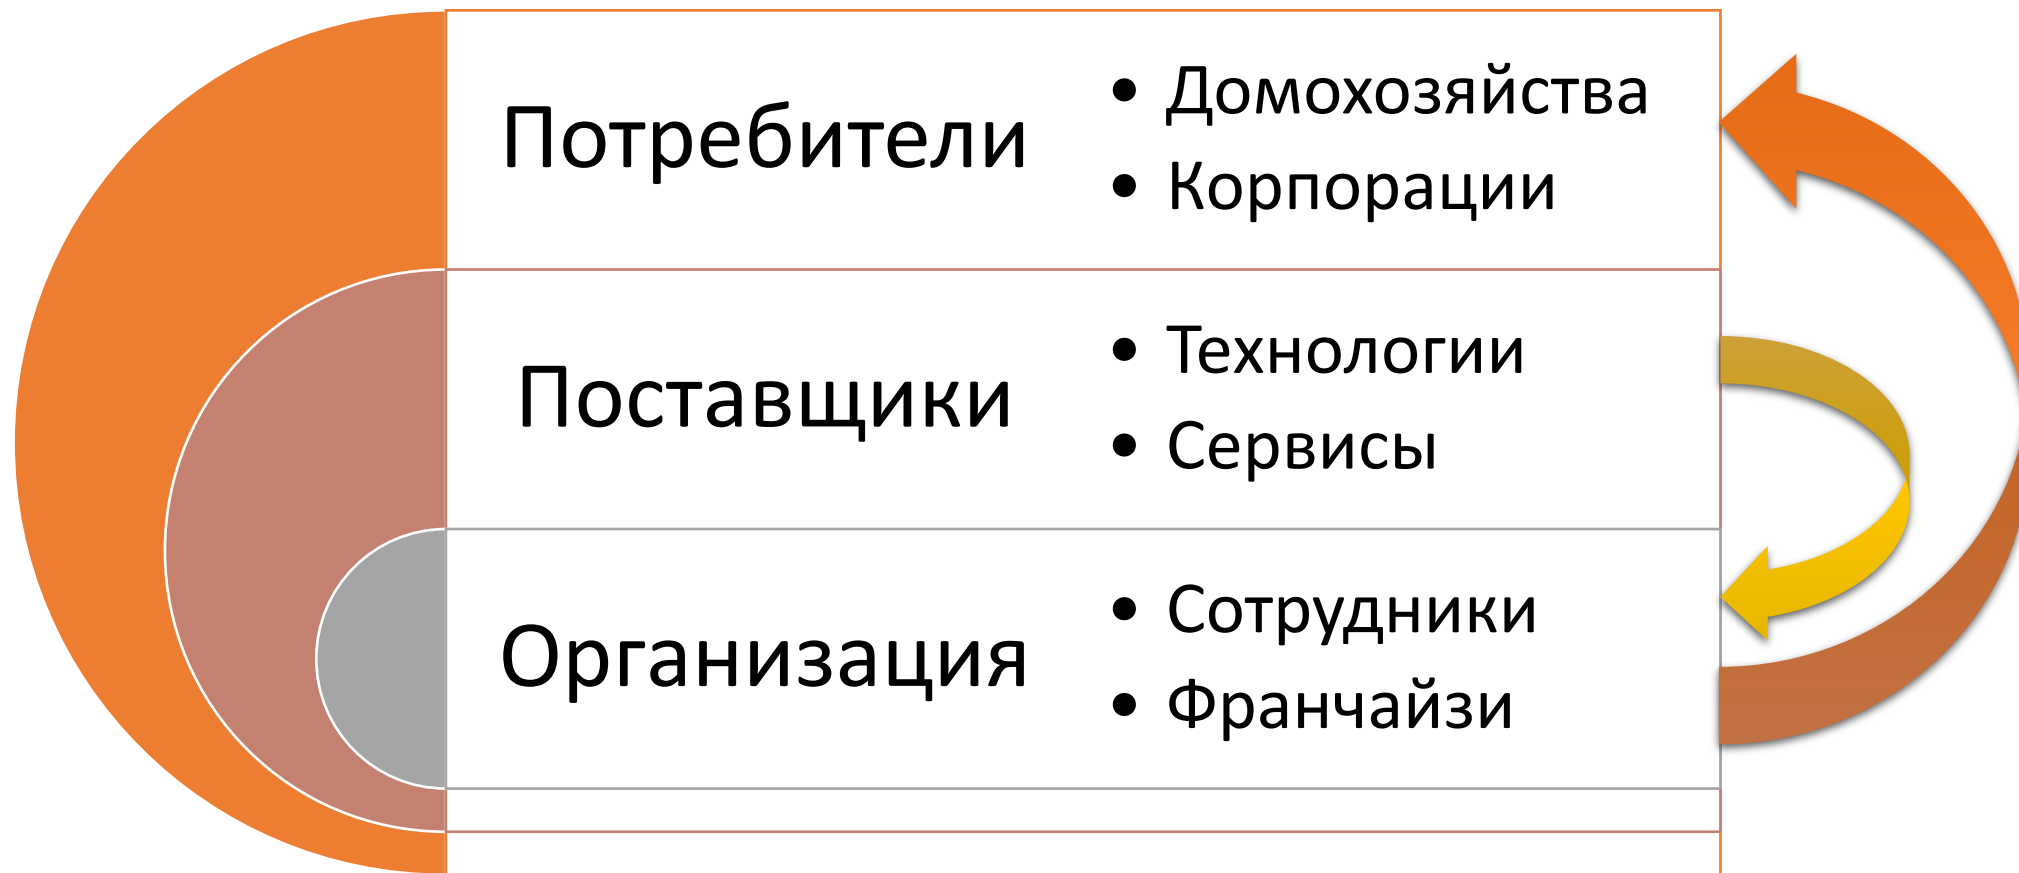 Потребители
• Домохозяйства
• Корпорации
Поставщики
• Технологии
• Сервисы
Организация
• Сотрудники
• Франчайзи